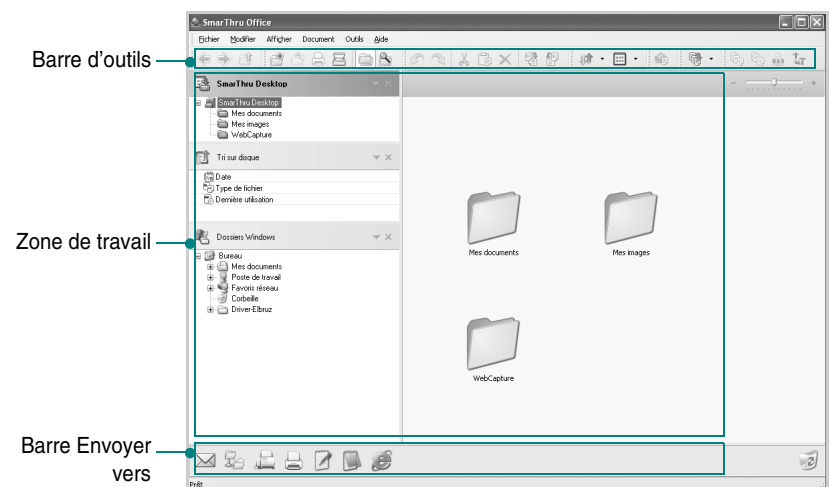 SmarThru Office
Fichier Modifier Afficher Document Outils Aide
Barre d'outils
SmarThru Desktop
SmarThru Desktop
Mes documents
Mes images
WebCapture
Tri sur disque
Date
Type de fichier
Dernière utilisation
Zone de travail
Dossiers Windows
Bureau
Mes documents
Poste de travail
Favoris réseau
Corbeille
Driver-Elbruz
Mes documents
Mes images
WebCapture
Barre Envoyer
vers
Prêt